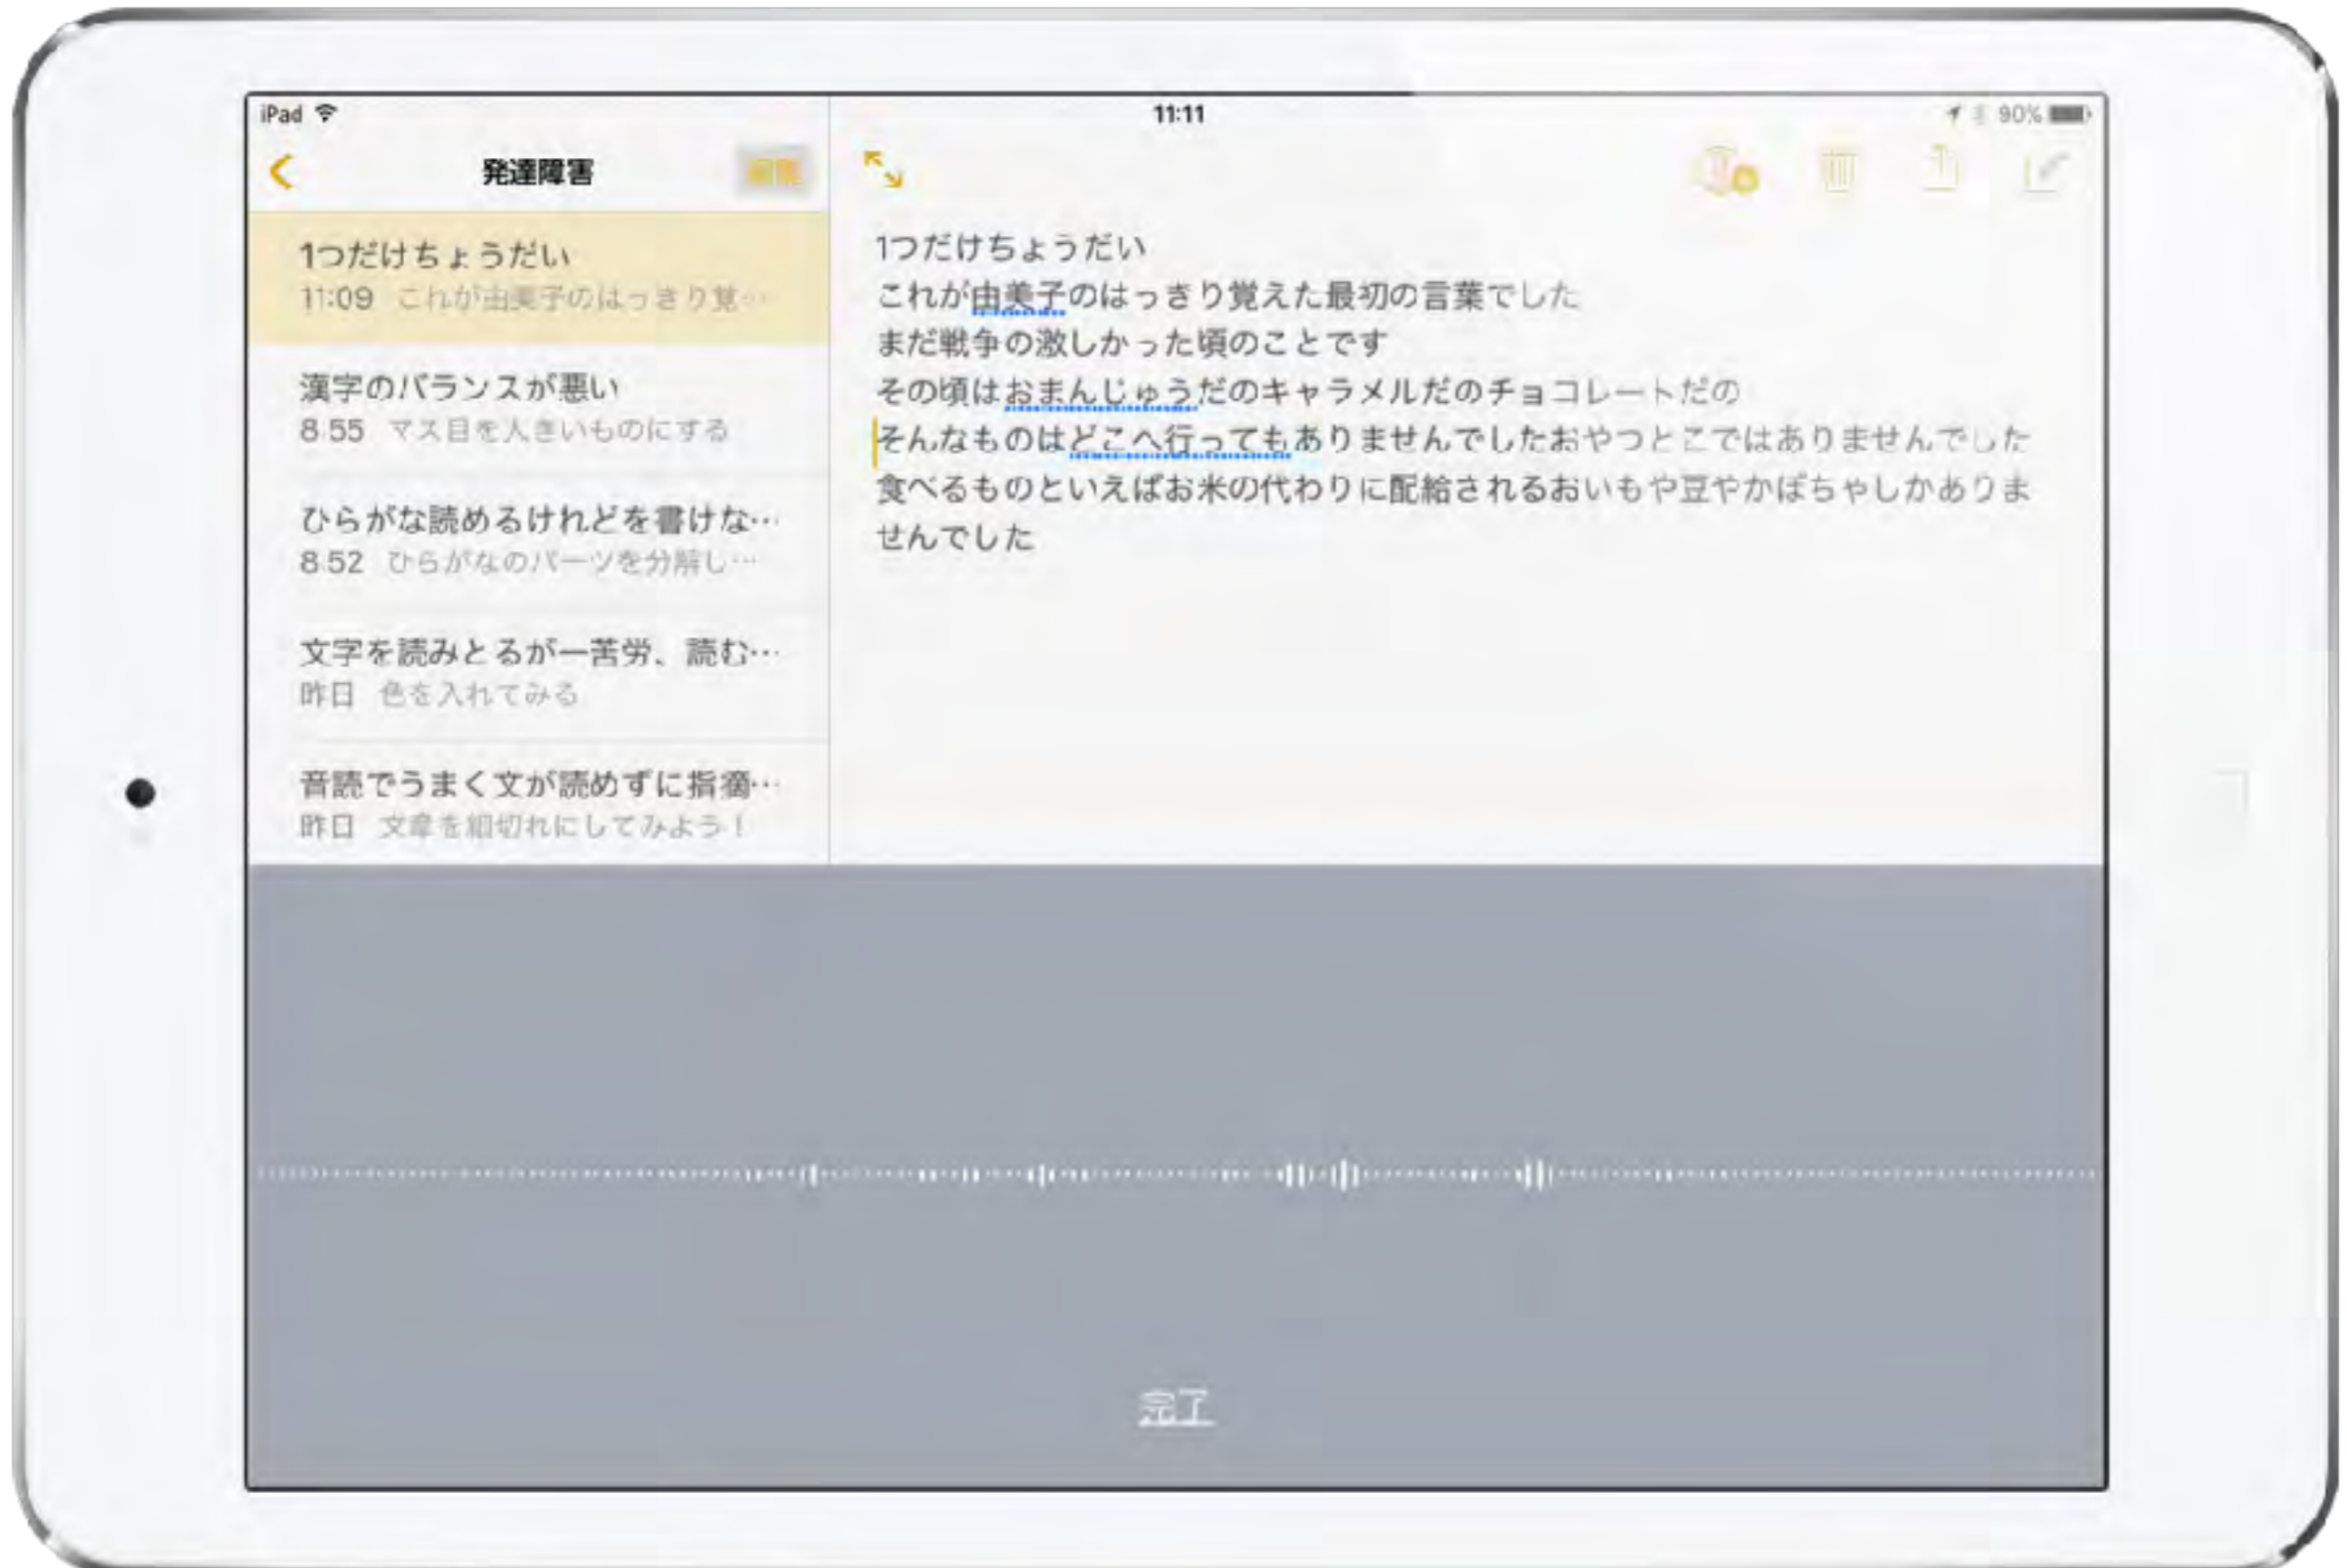 iPad
11:11
90%
発達障害
編集
1つだけちょうだい
11:09 これが由美子のはっきり覚…
漢字のバランスが悪い
8:55 マス目を大きいものにする
ひらがな読めるけれどを書けな…
8:52 ひらがなのパーツを分解し…
文字を読みとるが一苦労、読む…
昨日 色を入れてみる
音読でうまく文が読めずに指摘…
昨日 文章を細切れにしてみよう！
1つだけちょうだい
これが由美子のはっきり覚えた最初の言葉でした
まだ戦争の激しかった頃のことです
その頃はおまんじゅうだのキャラメルだのチョコレートだの
そんなものはどこへ行ってもありませんでしたおやつとこではありませんでした
食べるものといえばお米の代わりに配給されるおいもや豆やかぼちゃしかありま
せんでした
完了